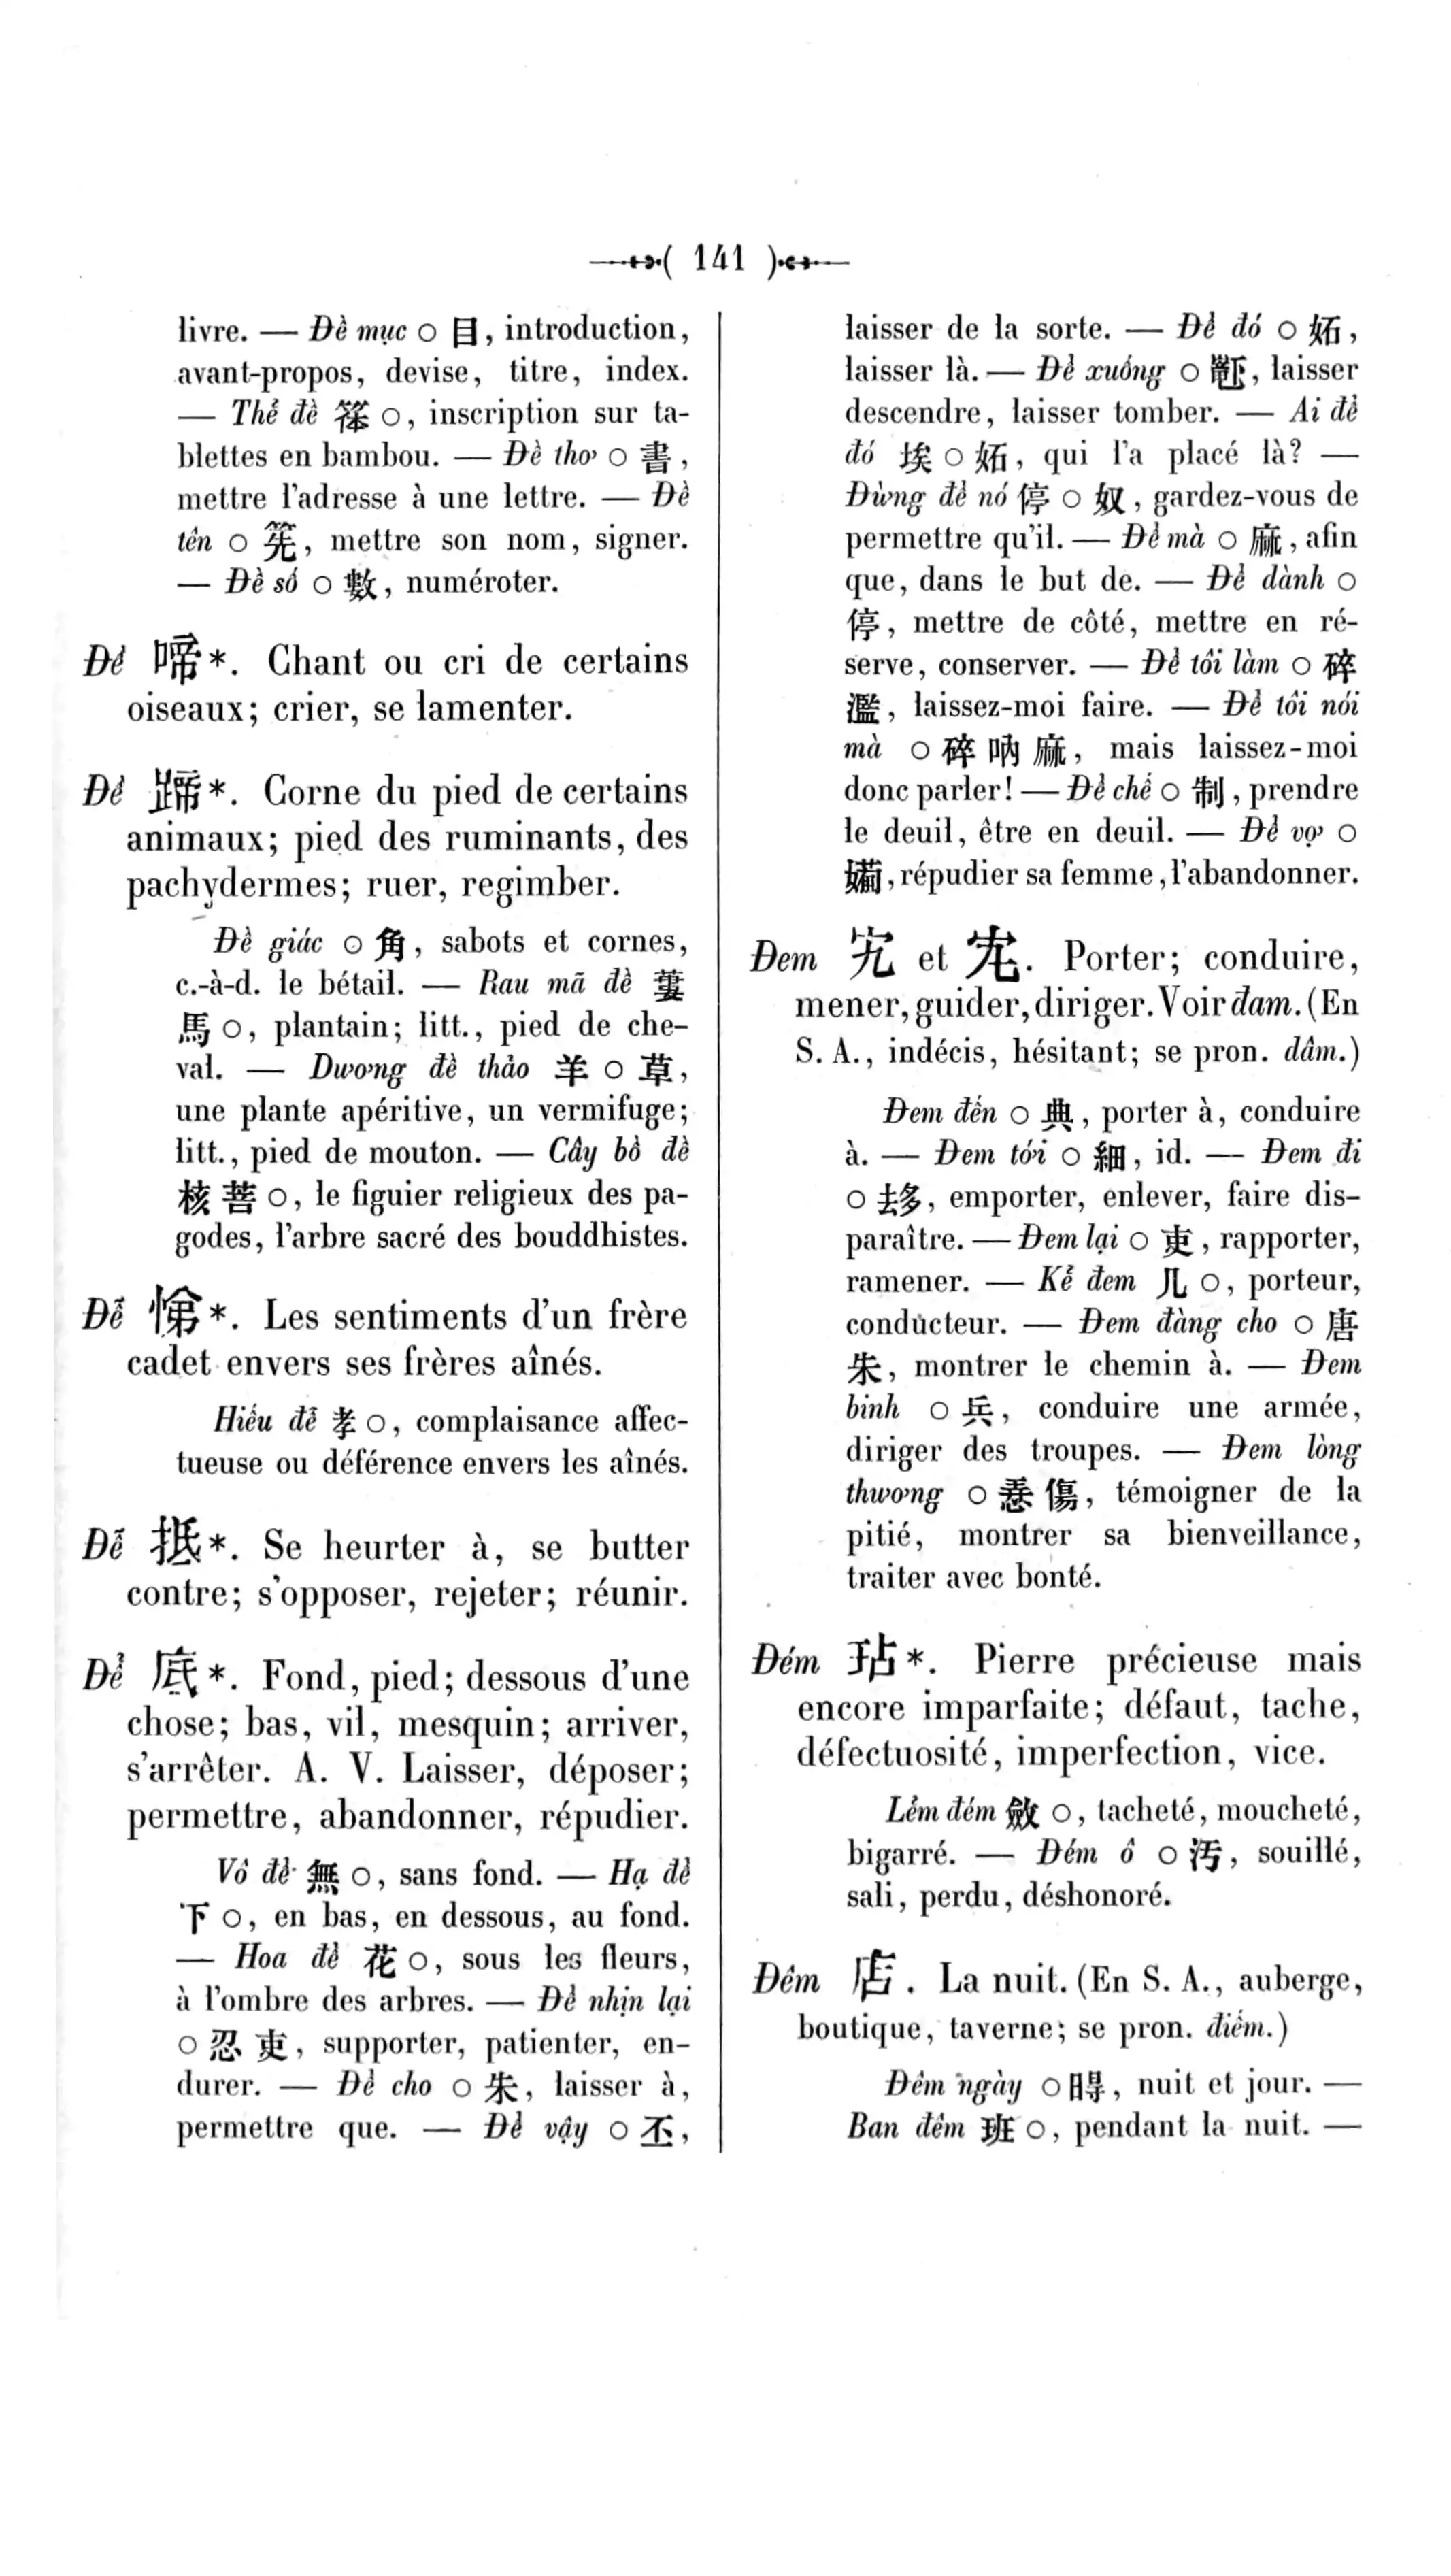 ( 141 )
livre. — Đề mục ○ 目, introduction,
avant-propos, devise, titre, index.
— Thẻ đề ○, inscription sur ta-
blettes en bambou. — Đề thơ ○ 書,
mettre l'adresse à une lettre. — Đề
tên ○ 筅, mettre son nom, signer.
— Đề số ○ 數, numéroter.
Đề 啼*. Chant ou cri de certains
oiseaux; crier, se lamenter.
Đề 蹄*. Corne du pied de certains
animaux; pied des ruminants, des
pachydermes; ruer, regimber.
Đề giác ○ 角, sabots et cornes,
c.-à-d. le bétail. — Rau mã đề 蔞
馬 ○, plantain; litt., pied de che-
val. — Dương đề thảo 羊 ○ 草,
une plante apéritive, un vermifuge;
litt., pied de mouton. — Cây bồ đề
核 菩 ○, le figuier religieux des pa-
godes, l'arbre sacré des bouddhistes.
Đễ 悌*. Les sentiments d'un frère
cadet envers ses frères aînés.
Hiếu đễ 孝 ○, complaisance affec-
tueuse ou déférence envers les aînés.
Đễ 抵*. Se heurter à, se butter
contre; s'opposer, rejeter; réunir.
Để 底*. Fond, pied; dessous d'une
chose; bas, vil, mesquin; arriver,
s'arrêter. A. V. Laisser, déposer;
permettre, abandonner, répudier.
Vô để 無 ○, sans fond. — Hạ để
下 ○, en bas, en dessous, au fond.
— Hoa để 花 ○, sous les fleurs,
à l'ombre des arbres. — Để nhịn lại
○ 忍 吏, supporter, patienter, en-
durer. — Để cho ○ 朱, laisser à,
permettre que. — Để vậy ○ 丕,
laisser de la sorte. — Để đó ○ 妬,
laisser là. — Để xuống ○, laisser
descendre, laisser tomber. — Ai để
đó 埃 ○ 妬, qui l'a placé là? —
Đừng để nó 停 ○ 奴, gardez-vous de
permettre qu'il. — Để mà ○ 麻, afin
que, dans le but de. — Để dành ○
停, mettre de côté, mettre en ré-
serve, conserver. — Để tôi làm ○ 碎
濫, laissez-moi faire. — Để tôi nói
mà ○ 碎 吶 麻, mais laissez-moi
donc parler! — Để chế ○ 制, prendre
le deuil, être en deuil. — Để vợ ○
, répudier sa femme, l'abandonner.
Đem 冘 et. Porter; conduire,
mener, guider, diriger. Voir đam. (En
S. A., indécis, hésitant; se pron. dâm.)
Đem đến ○ 典, porter à, conduire
à. — Đem tới ○ 細, id. — Đem đi
○, emporter, enlever, faire dis-
paraître. — Đem lại ○ 吏, rapporter,
ramener. — Kẻ đem 几 ○, porteur,
conducteur. — Đem đàng cho ○ 唐
朱, montrer le chemin à. — Đem
binh ○ 兵, conduire une armée,
diriger des troupes. — Đem lòng
thương ○ 傷, témoigner de la
pitié, montrer sa bienveillance,
traiter avec bonté.
Đém 玷*. Pierre précieuse mais
encore imparfaite; défaut, tache,
défectuosité, imperfection, vice.
Lém đém 斂 ○, tacheté, moucheté,
bigarré. — Đém ô ○ 汚, souillé,
sali, perdu, déshonoré.
Đêm 店. La nuit. (En S. A., auberge,
boutique, taverne; se pron. điếm.)
Đêm ngày ○, nuit et jour. —
Ban đêm 班 ○, pendant la nuit. —